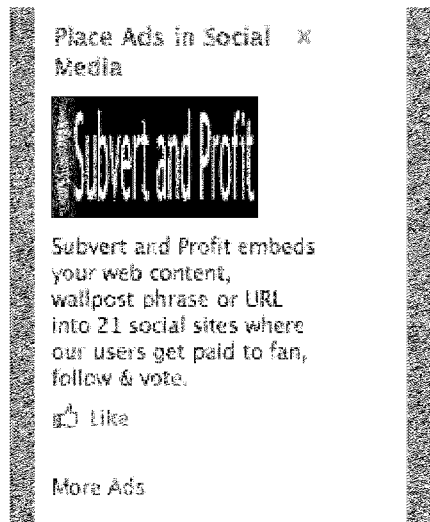 Place Ads in Social ×
Media
Subvert and Profit
Subvert and Profit embeds
your web content,
wallpost phrase or URL
into 21 social sites where
our users get paid to fan,
follow & vote.
Like
More Ads